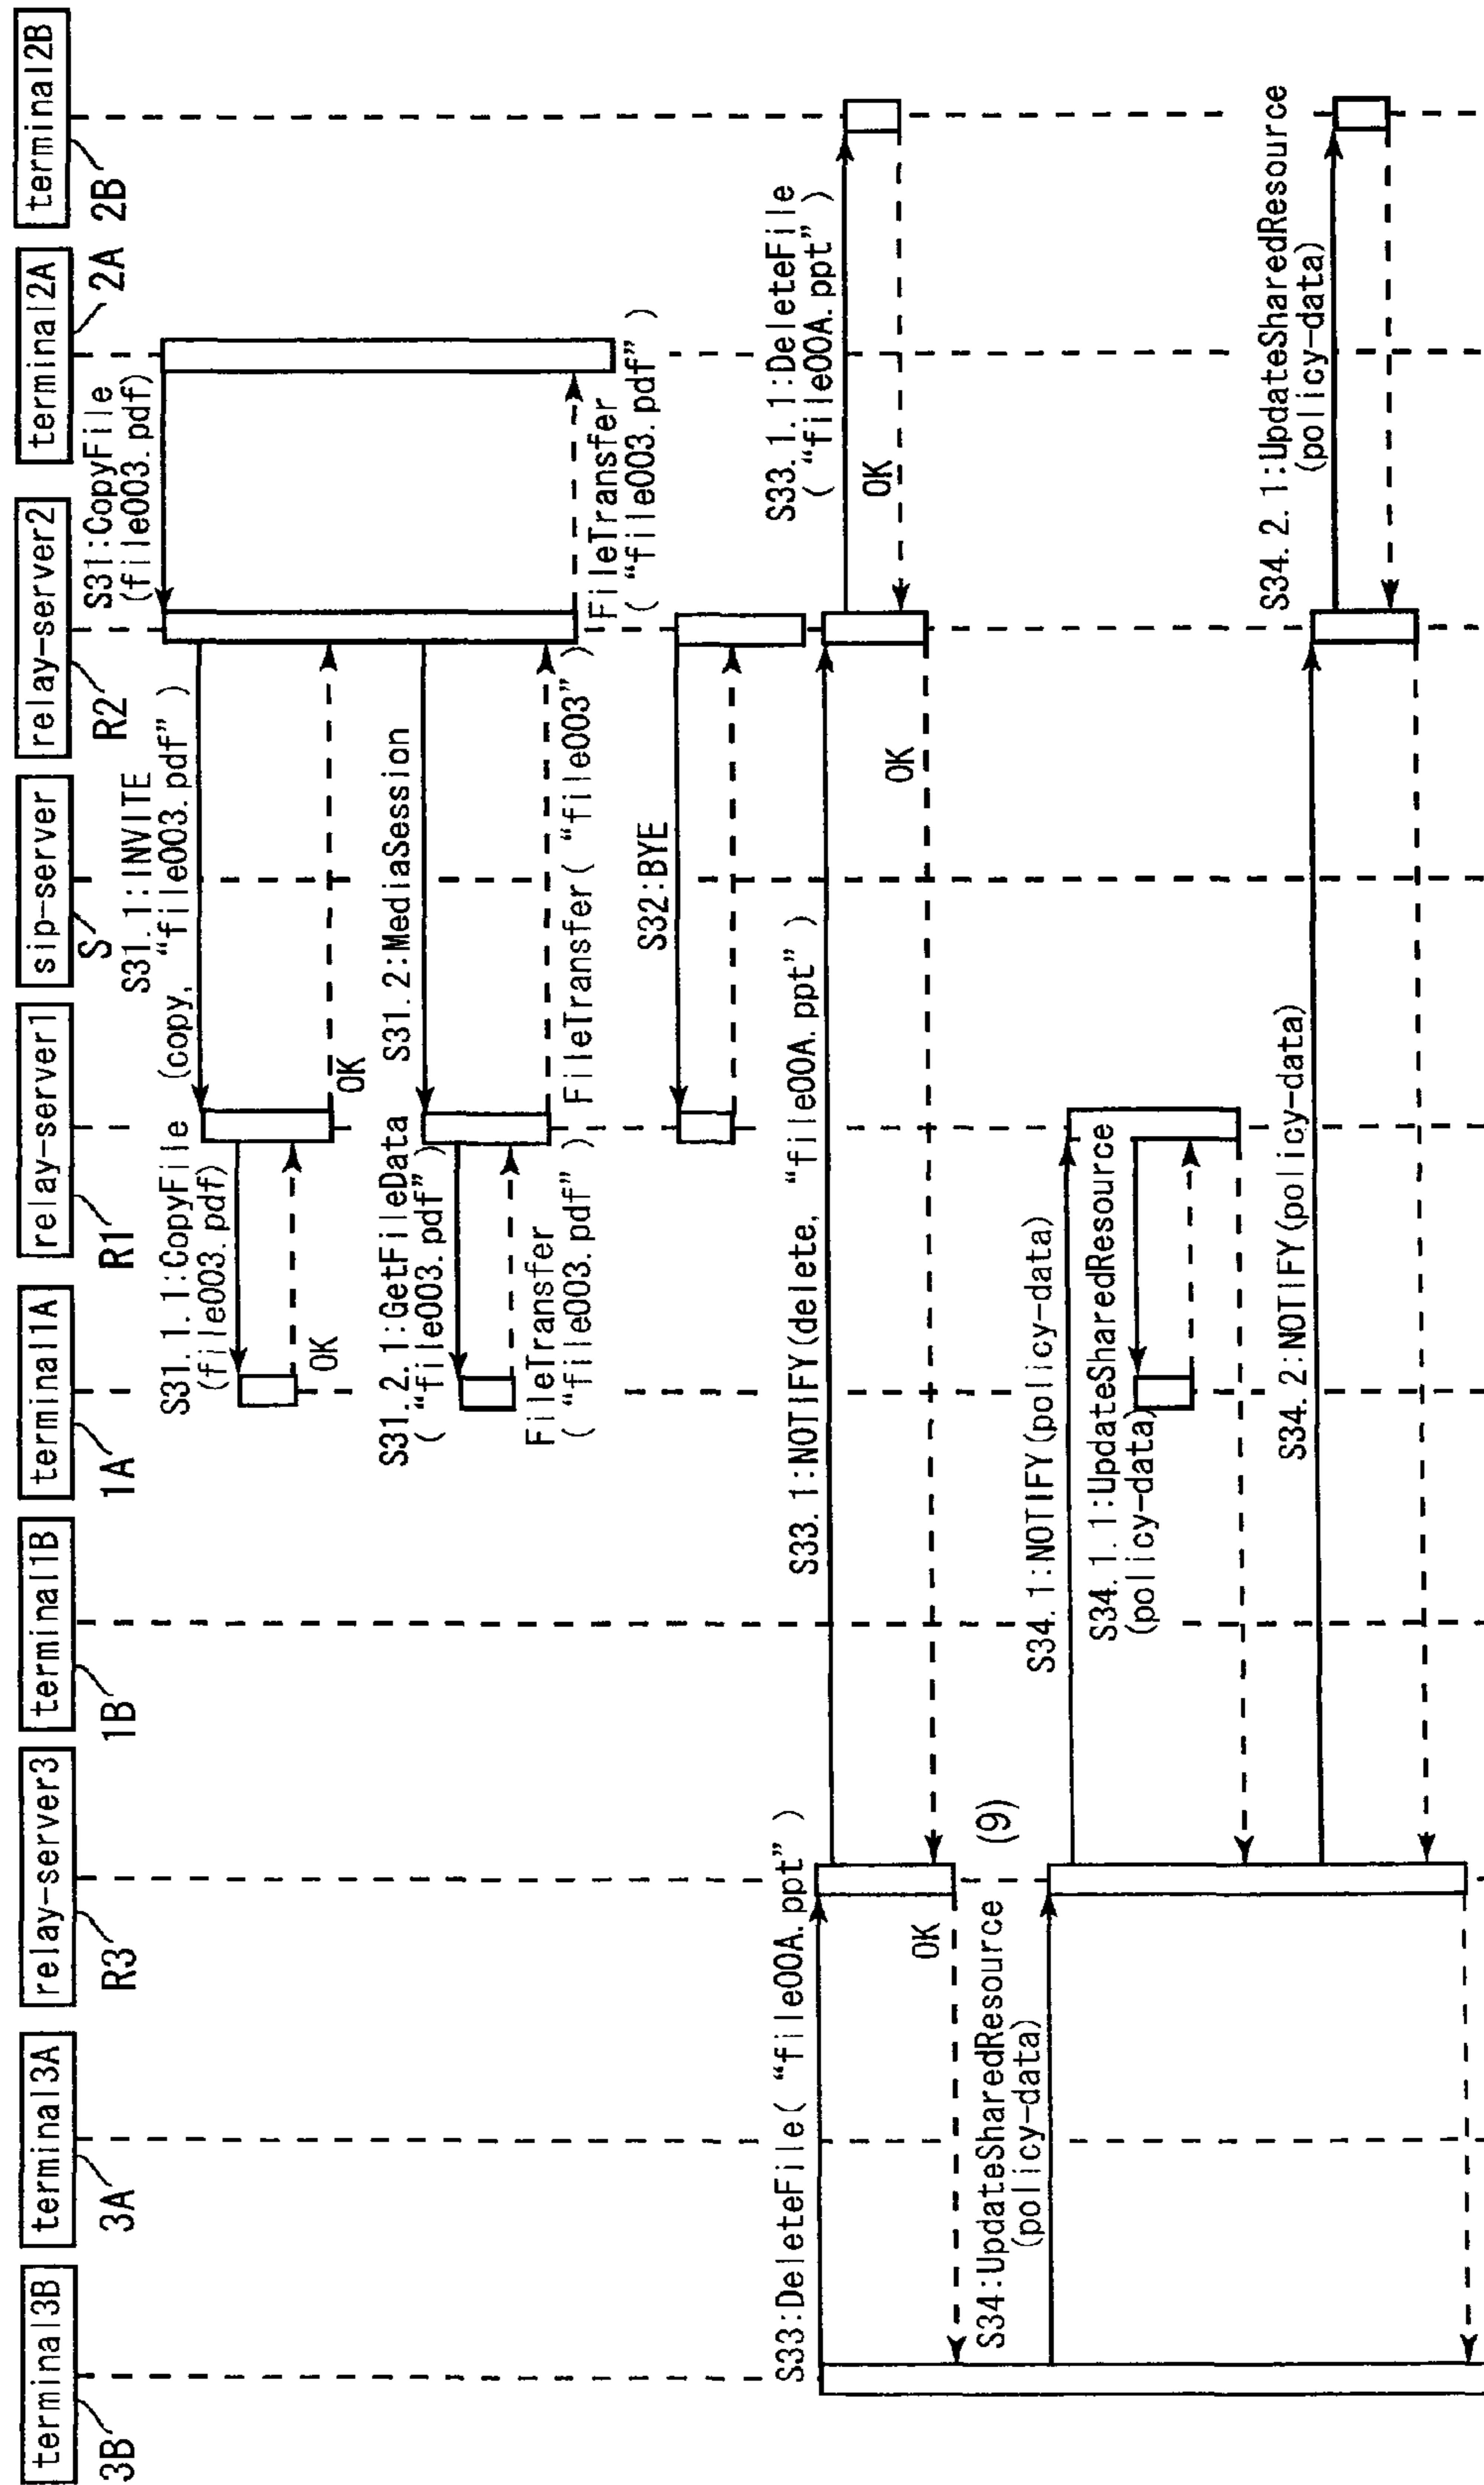 terminal3B
3B
terminal3A
3A
relay-server3
R3
terminal1B
1B
terminal1A
1A
relay-server1
R1
sip-server
S
relay-server2
R2
terminal2A
2A
terminal2B
2B
S31:CopyFile
(file003.pdf)
S31.1:INVITE
(copy, “file003.pdf”)
S31.1.1:CopyFile
(file003.pdf)
OK
OK
S31.2:MediaSession
S31.2.1:GetFileData
(“file003.pdf”)
FileTransfer
(“file003.pdf”)
FileTransfer(“file003”)
FileTransfer
(“file003.pdf”)
S32:BYE
S33:DeleteFile(“file00A.ppt”)
S33.1:NOTIFY(delete, “file00A.ppt”)
S33.1.1:DeleteFile
(“file00A.ppt”)
OK
OK
OK
(9)
S34:UpdateSharedResource
(policy-data)
S34.1:NOTIFY(policy-data)
S34.1.1:UpdateSharedResource
(policy-data)
S34.2:NOTIFY(policy-data)
S34.2.1:UpdateSharedResource
(policy-data)